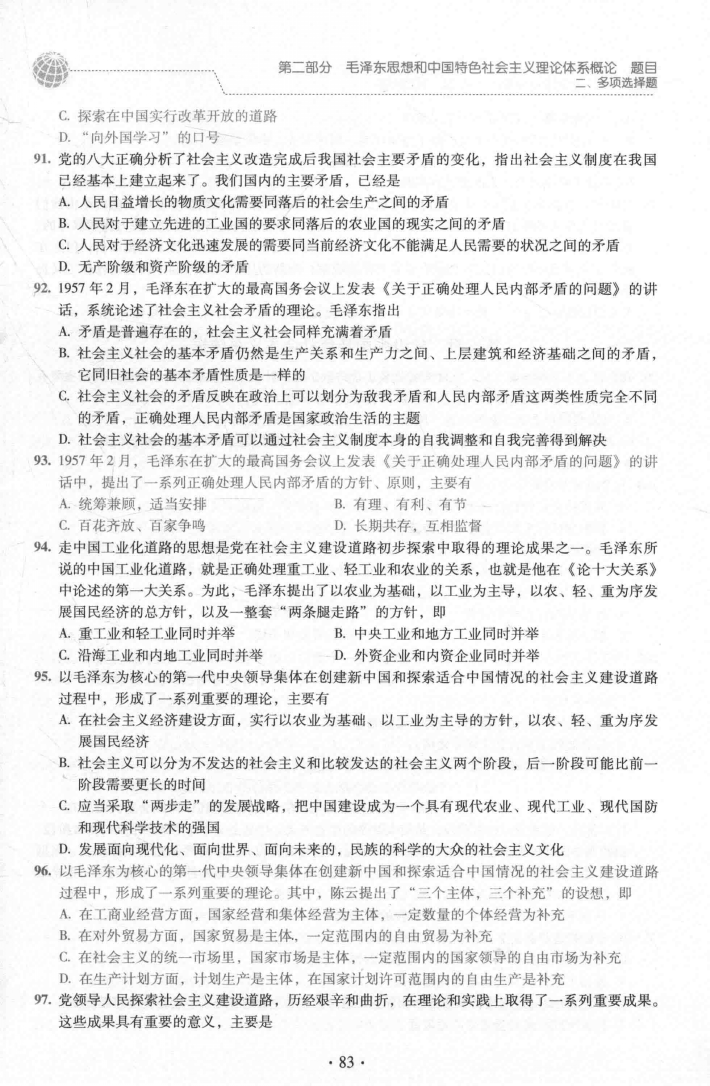 第二部分 毛泽东思想和中国特色社会主义理论体系概论 题目
二、多项选择题
C. 探索在中国实行改革开放的道路
D. “向外国学习”的口号
91. 党的八大正确分析了社会主义改造完成后我国社会主要矛盾的变化，指出社会主义制度在我国
已经基本上建立起来了。我们国内的主要矛盾，已经是
A. 人民日益增长的物质文化需要同落后的社会生产之间的矛盾
B. 人民对于建立先进的工业国的要求同落后的农业国的现实之间的矛盾
C. 人民对于经济文化迅速发展的需要同当前经济文化不能满足人民需要的状况之间的矛盾
D. 无产阶级和资产阶级的矛盾
92. 1957 年 2 月，毛泽东在扩大的最高国务会议上发表《关于正确处理人民内部矛盾的问题》的讲
话，系统论述了社会主义社会矛盾的理论。毛泽东指出
A. 矛盾是普遍存在的，社会主义社会同样充满着矛盾
B. 社会主义社会的基本矛盾仍然是生产关系和生产力之间、上层建筑和经济基础之间的矛盾，
它同旧社会的基本矛盾性质是一样的
C. 社会主义社会的矛盾反映在政治上可以划分为敌我矛盾和人民内部矛盾这两类性质完全不同
的矛盾，正确处理人民内部矛盾是国家政治生活的主题
D. 社会主义社会的基本矛盾可以通过社会主义制度本身的自我调整和自我完善得到解决
93. 1957 年 2 月，毛泽东在扩大的最高国务会议上发表《关于正确处理人民内部矛盾的问题》的讲
话中，提出了一系列正确处理人民内部矛盾的方针、原则，主要有
A. 统筹兼顾，适当安排 B. 有理、有利、有节
C. 百花齐放、百家争鸣 D. 长期共存，互相监督
94. 走中国工业化道路的思想是党在社会主义建设道路初步探索中取得的理论成果之一。毛泽东所
说的中国工业化道路，就是正确处理重工业、轻工业和农业的关系，也就是他在《论十大关系》
中论述的第一大关系。为此，毛泽东提出了以农业为基础，以工业为主导，以农、轻、重为序发
展国民经济的总方针，以及一整套“两条腿走路”的方针，即
A. 重工业和轻工业同时并举 B. 中央工业和地方工业同时并举
C. 沿海工业和内地工业同时并举 D. 外资企业和内资企业同时并举
95. 以毛泽东为核心的第一代中央领导集体在创建新中国和探索适合中国情况的社会主义建设道路
过程中，形成了一系列重要的理论，主要有
A. 在社会主义经济建设方面，实行以农业为基础、以工业为主导的方针，以农、轻、重为序发
展国民经济
B. 社会主义可以分为不发达的社会主义和比较发达的社会主义两个阶段，后一阶段可能比前一
阶段需要更长的时间
C. 应当采取“两步走”的发展战略，把中国建设成为一个具有现代农业、现代工业、现代国防
和现代科学技术的强国
D. 发展面向现代化、面向世界、面向未来的，民族的科学的大众的社会主义文化
96. 以毛泽东为核心的第一代中央领导集体在创建新中国和探索适合中国情况的社会主义建设道路
过程中，形成了一系列重要的理论。其中，陈云提出了“三个主体，三个补充”的设想，即
A. 在工商业经营方面，国家经营和集体经营为主体，一定数量的个体经营为补充
B. 在对外贸易方面，国家贸易是主体，一定范围内的自由贸易为补充
C. 在社会主义的统一市场里，国家市场是主体，一定范围内的国家领导的自由市场为补充
D. 在生产计划方面，计划生产是主体，在国家计划许可范围内的自由生产是补充
97. 党领导人民探索社会主义建设道路，历经艰辛和曲折，在理论和实践上取得了一系列重要成果。
这些成果具有重要的意义，主要是
· 83 ·